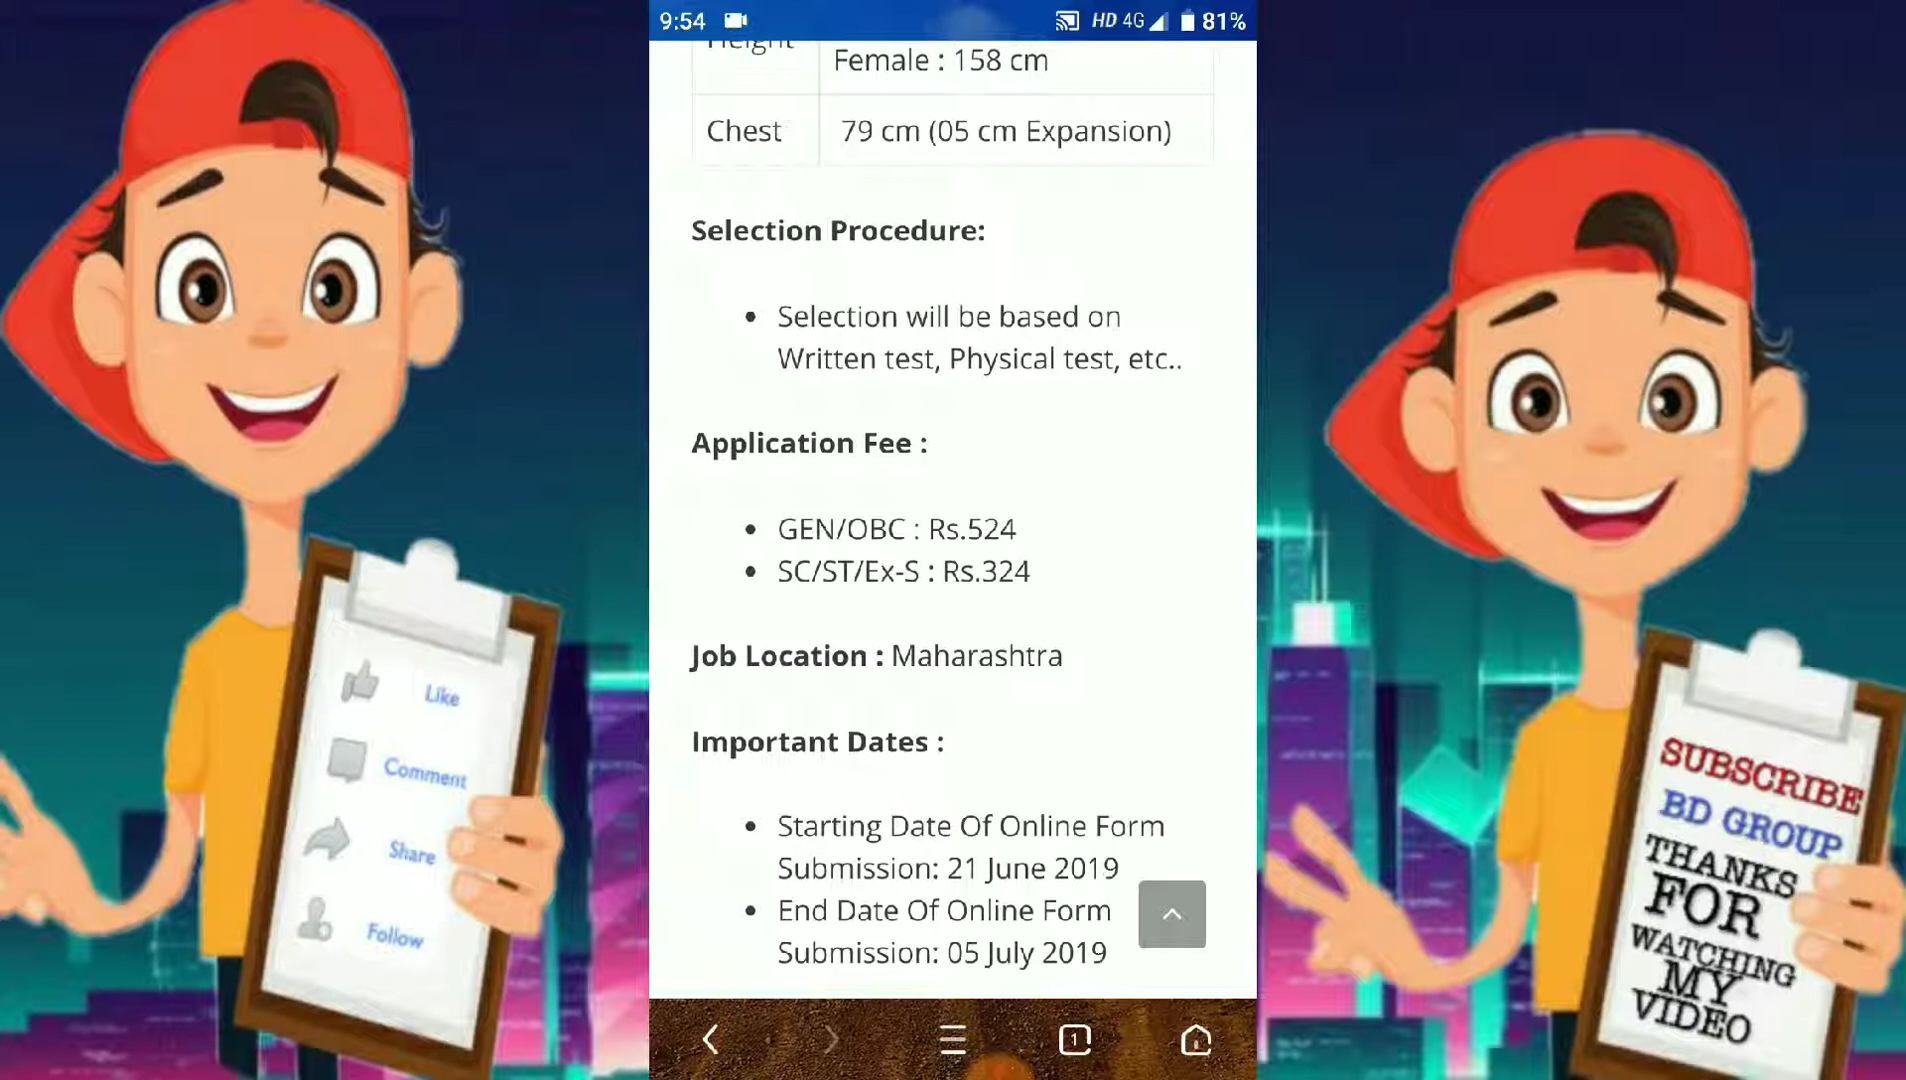 9:54 HD 4G 81%
Height
Female : 158 cm
Chest 79 cm (05 cm Expansion)
Selection Procedure:
Selection will be based on
Written test, Physical test, etc..
Application Fee :
GEN/OBC : Rs.524
SC/ST/Ex-S : Rs.324
Job Location : Maharashtra
Important Dates :
Starting Date Of Online Form
Submission: 21 June 2019
End Date Of Online Form
Submission: 05 July 2019
1
Like
Comment
Share
Follow
SUBSCRIBE
BD GROUP
THANKS
FOR
WATCHING
MY
VIDEO